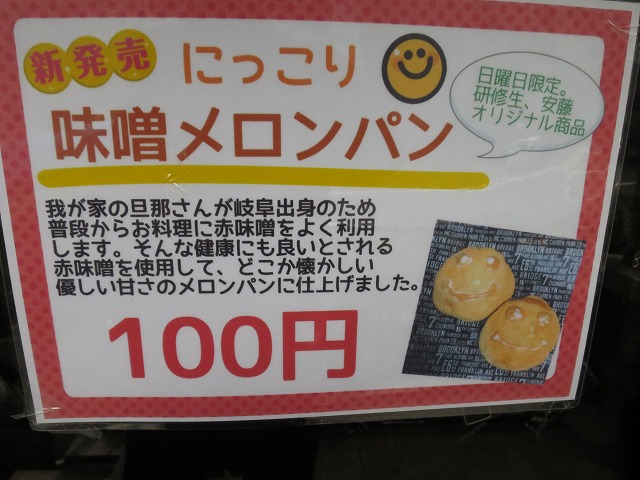 新発売
にっこり
味噌メロンパン
日曜日限定。
研修生、安藤
オリジナル商品
我が家の旦那さんが岐阜出身のため
普段からお料理に赤味噌をよく利用
します。そんな健康にも良いとされる
赤味噌を使用して、どこか懐かしい
優しい甘さのメロンパンに仕上げました。
100円